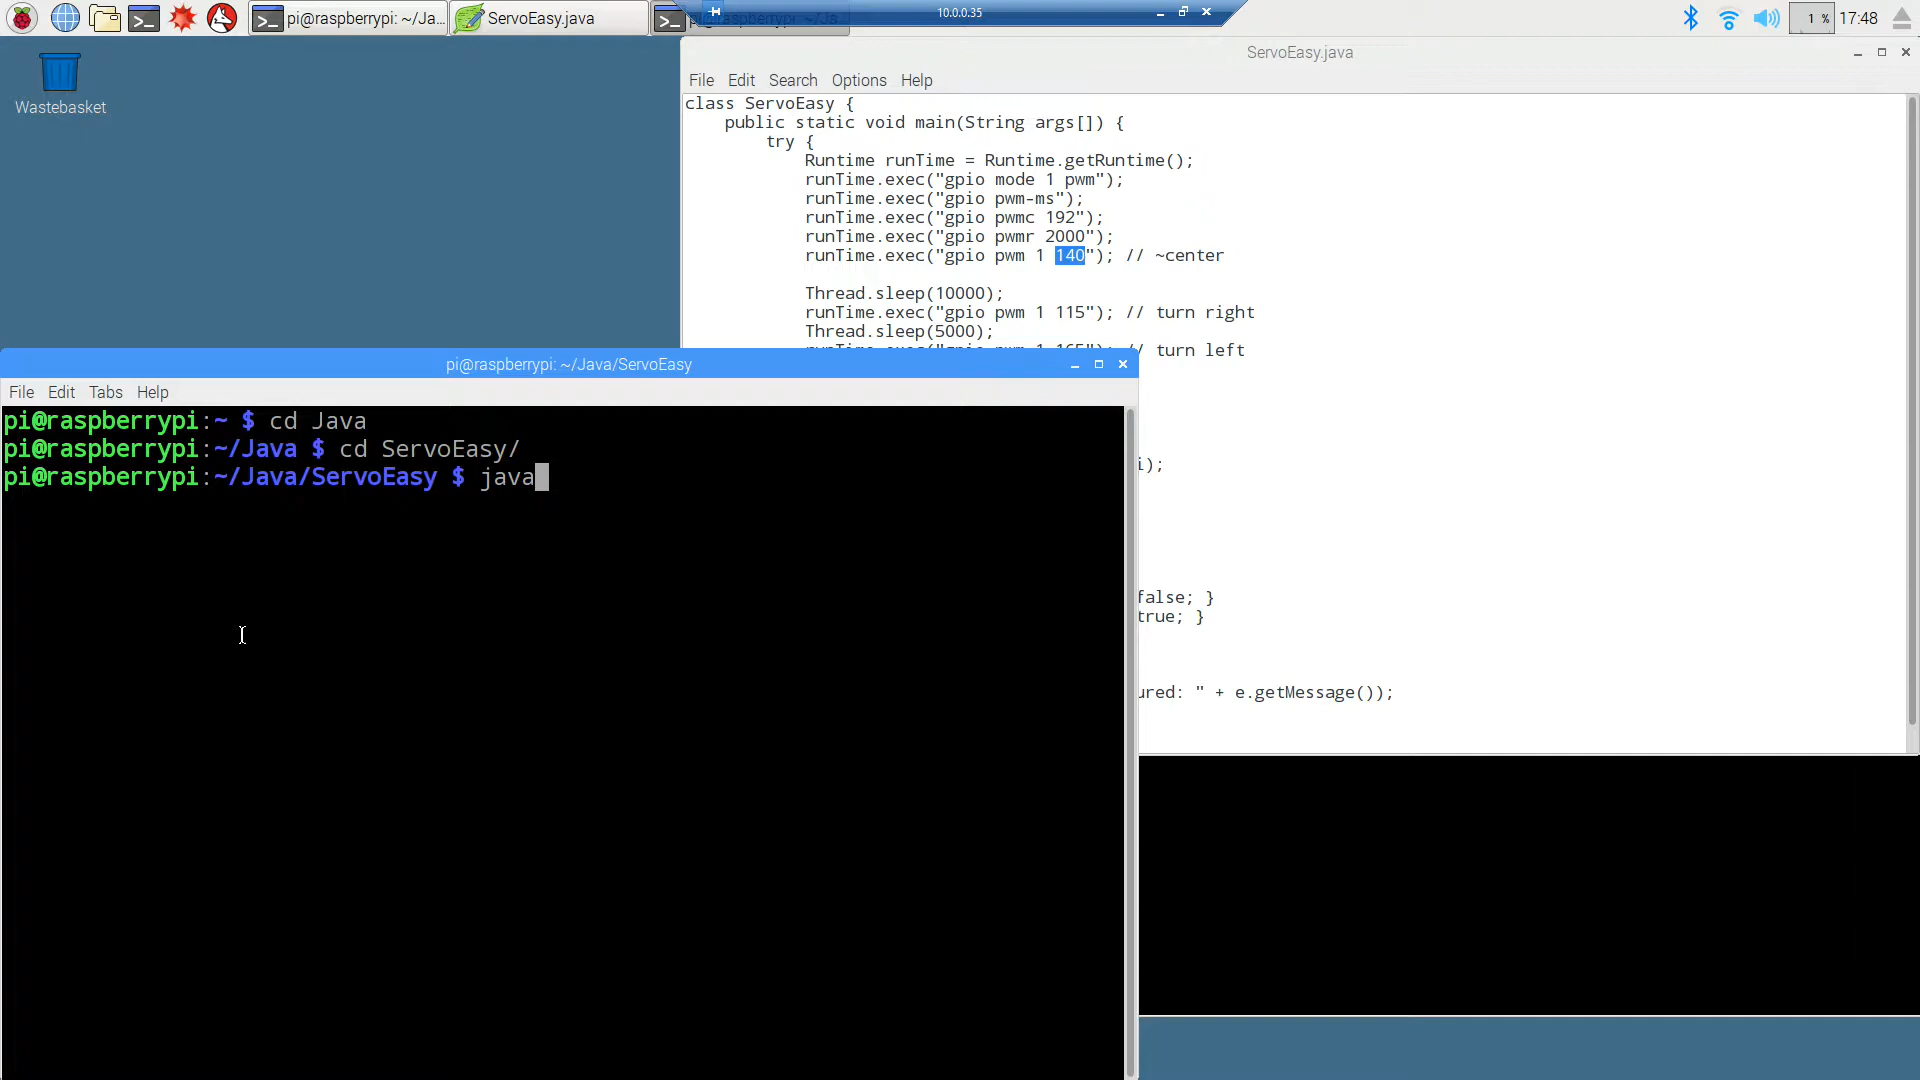 pi@raspberrypi: ~/Ja...
ServoEasy.java
10.0.0.35
1 %
17:48
Wastebasket
ServoEasy.java
File Edit Search Options Help
class ServoEasy {
public static void main(String args[]) {
try {
Runtime runTime = Runtime.getRuntime();
runTime.exec("gpio mode 1 pwm");
runTime.exec("gpio pwm-ms");
runTime.exec("gpio pwmc 192");
runTime.exec("gpio pwmr 2000");
runTime.exec("gpio pwm 1 140"); // ~center
Thread.sleep(10000);
runTime.exec("gpio pwm 1 115"); // turn right
Thread.sleep(5000);
runTime.exec("gpio pwm 1 165"); // turn left
i);
false; }
true; }
ured: " + e.getMessage());
pi@raspberrypi: ~/Java/ServoEasy
File Edit Tabs Help
pi@raspberrypi:~ $ cd Java
pi@raspberrypi:~/Java $ cd ServoEasy/
pi@raspberrypi:~/Java/ServoEasy $ java